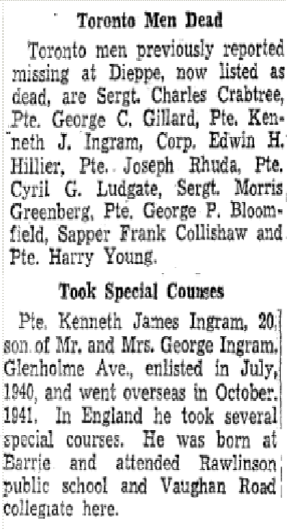 Toronto Men Dead
Toronto men previously reported
missing at Dieppe, now listed as
dead, are Sergt. Charles Crabtree,
Pte. George C. Gillard, Pte. Ken-
neth J. Ingram, Corp. Edwin H.
Hillier, Pte. Joseph Rhuda, Pte.
Cyril G. Ludgate, Sergt. Morris
Greenberg, Pte. George P. Bloom-
field, Sapper Frank Collishaw and
Pte. Harry Young.
Took Special Courses
Pte. Kenneth James Ingram, 20,
son of Mr. and Mrs. George Ingram,
Glenholme Ave., enlisted in July,
1940, and went overseas in October,
1941. In England he took several
special courses. He was born at
Barrie and attended Rawlinson
public school and Vaughan Road
collegiate here.